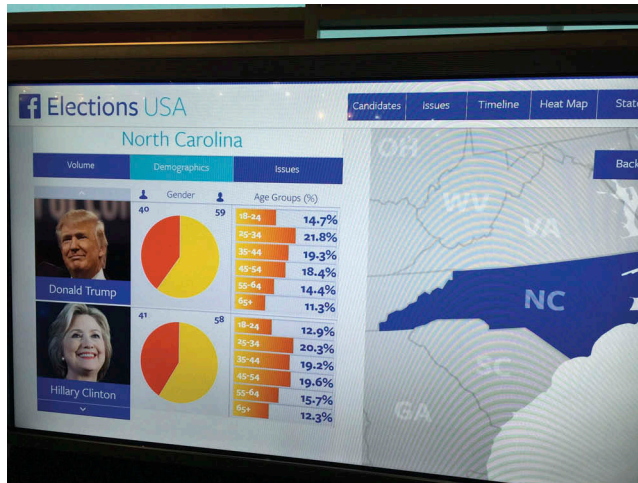 f Elections USA
Candidates Issues Timeline Heat Map State
North Carolina
Back
Volume Demographics Issues
Gender Age Groups (%)
Donald Trump
40 59
18-24 14.7%
25-34 21.8%
35-44 19.3%
45-54 18.4%
55-64 14.4%
65+ 11.3%
Hillary Clinton
41 58
18-24 12.9%
25-34 20.3%
35-44 19.2%
45-54 19.6%
55-64 15.7%
65+ 12.3%
OH
WV
VA
NC
SC
GA